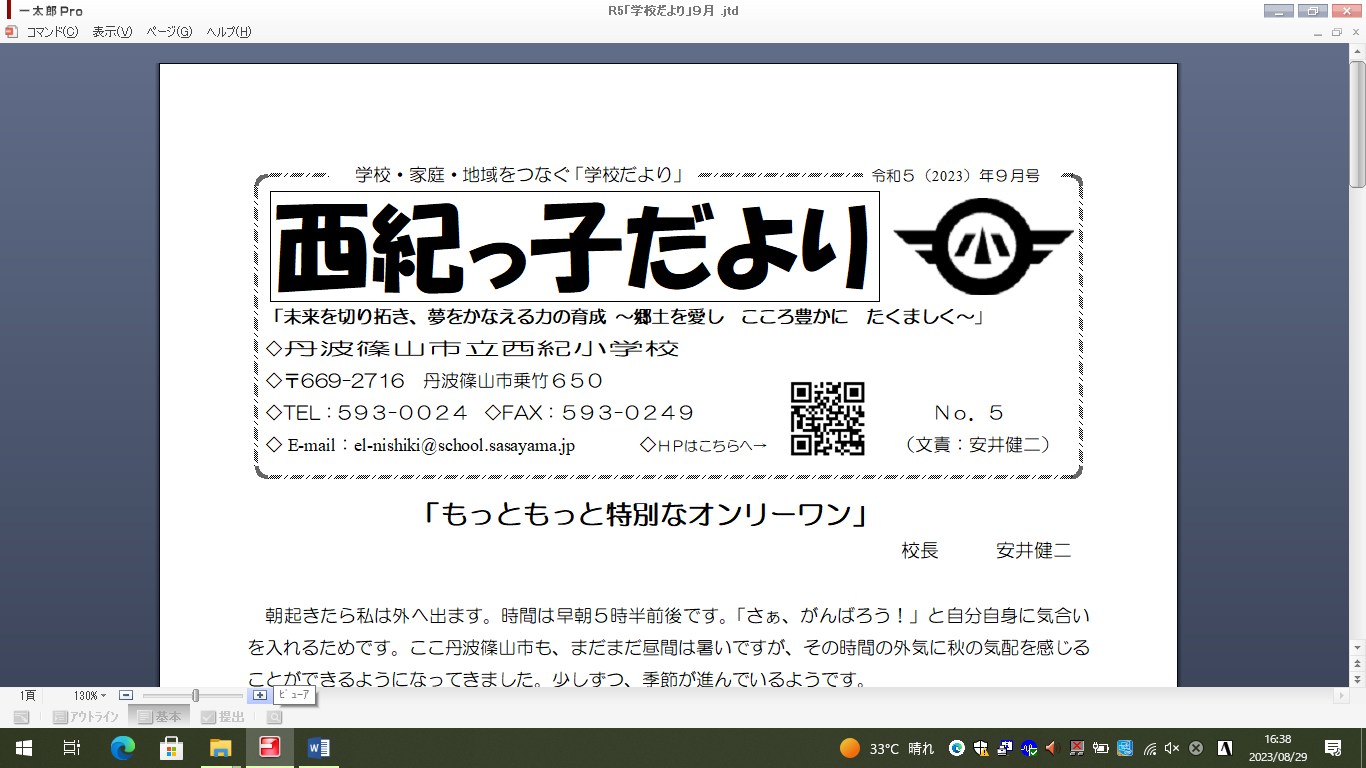 一太郎Pro
R5「学校だより」９月 .jtd
コマンド(C) 表示(V) ページ(G) ヘルプ(H)
学校・家庭・地域をつなぐ「学校だより」 令和５（2023）年９月号
西紀っ子だより
「未来を切り拓き、夢をかなえる力の育成 ～郷土を愛し　こころ豊かに　たくましく～」
◇丹波篠山市立西紀小学校
◇〒669-2716　丹波篠山市乗竹６５０
◇TEL：５９３-００２４　◇FAX：５９３-０２４９ Ｎｏ．５
◇ E-mail：el-nishiki@school.sasayama.jp ◇ＨＰはこちらへ→ （文責：安井健二）
「もっともっと特別なオンリーワン」
校長　　　安井健二
朝起きたら私は外へ出ます。時間は早朝５時半前後です。「さぁ、がんばろう！」と自分自身に気合い
を入れるためです。ここ丹波篠山市も、まだまだ昼間は暑いですが、その時間の外気に秋の気配を感じる
ことができるようになってきました。少しずつ、季節が進んでいるようです。
1頁 130% ﾋﾞｭｰｱ
アウトライン 基本 提出
33°C 晴れ A 16:38
2023/08/29